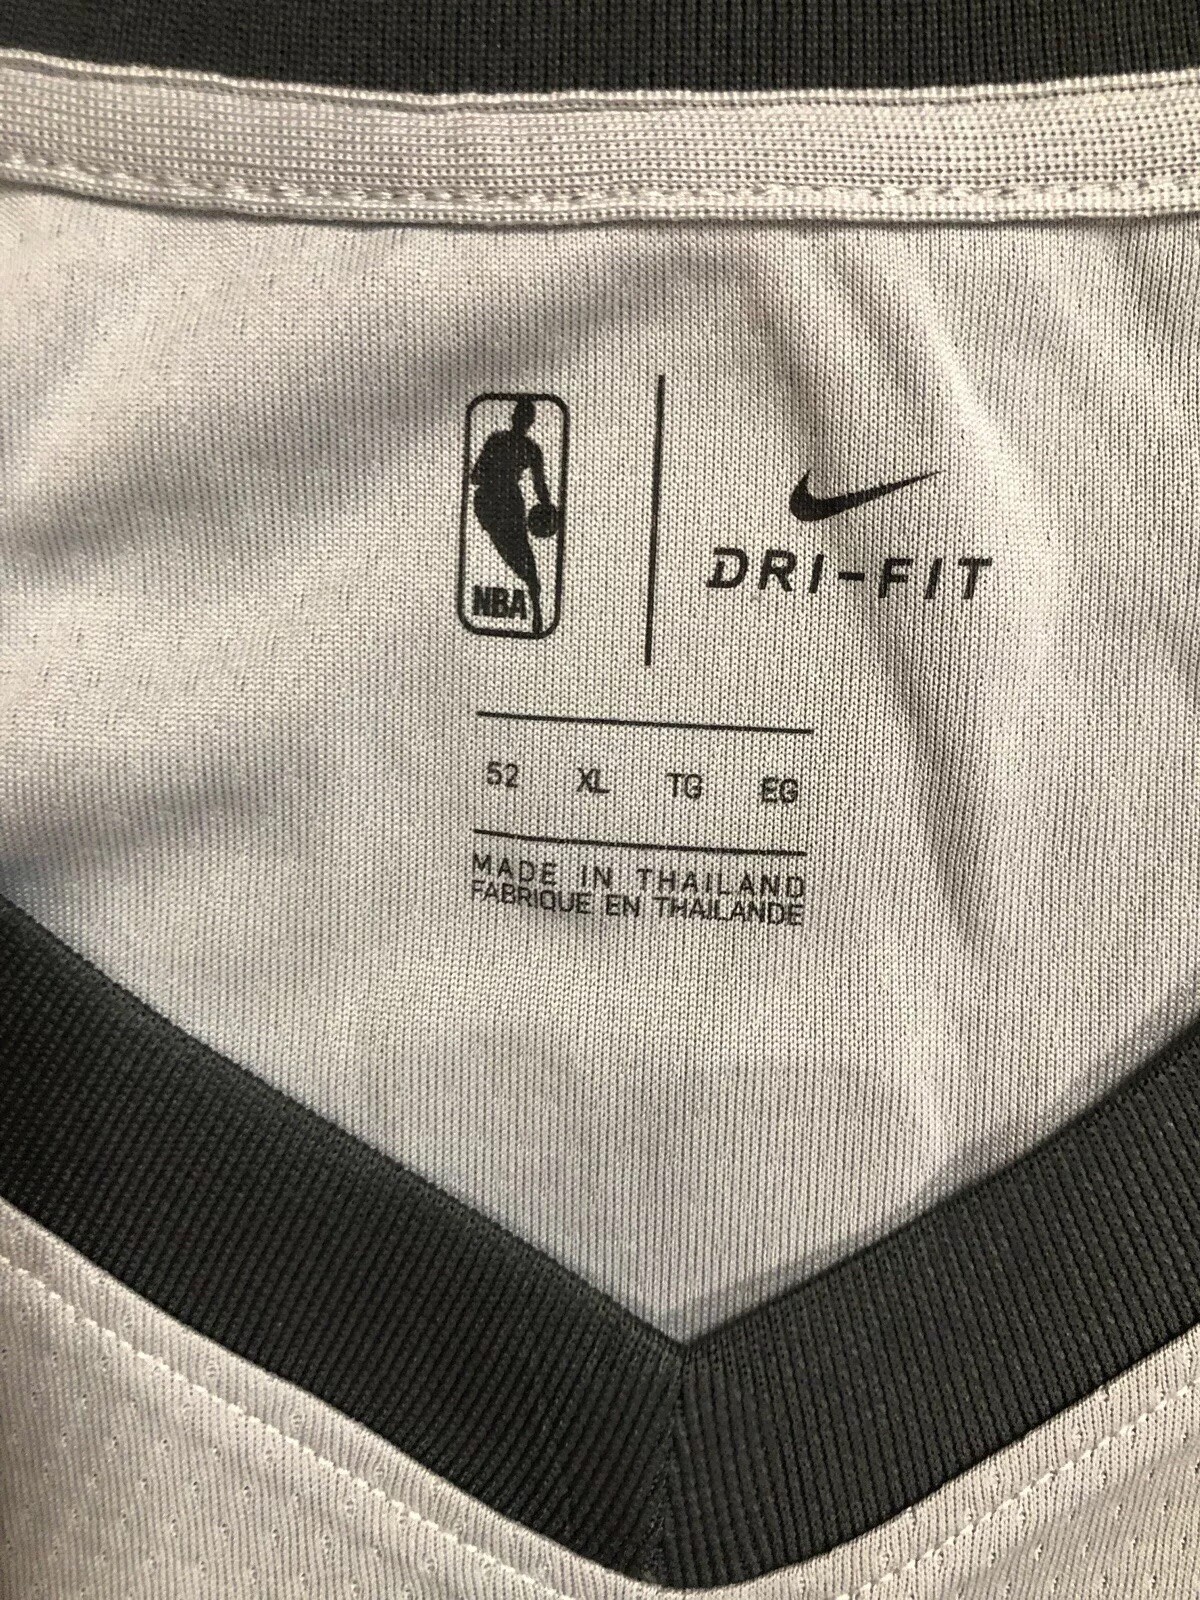 NBA
DRI-FIT
52 XL TG EG
MADE IN THAILAND
FABRIQUE EN THAILANDE